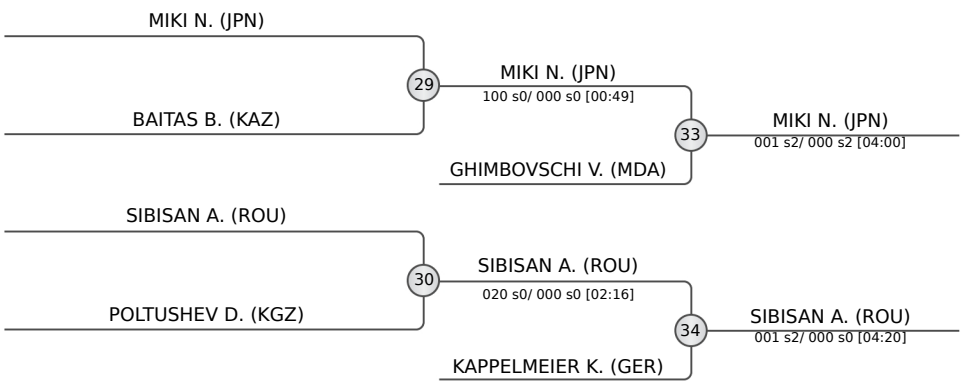 MIKI N. (JPN)
29
BAITAS B. (KAZ)
MIKI N. (JPN)
100 s0/ 000 s0 [00:49]
33
GHIMBOVSCHI V. (MDA)
MIKI N. (JPN)
001 s2/ 000 s2 [04:00]
SIBISAN A. (ROU)
30
POLTUSHEV D. (KGZ)
SIBISAN A. (ROU)
020 s0/ 000 s0 [02:16]
34
KAPPELMEIER K. (GER)
SIBISAN A. (ROU)
001 s2/ 000 s0 [04:20]